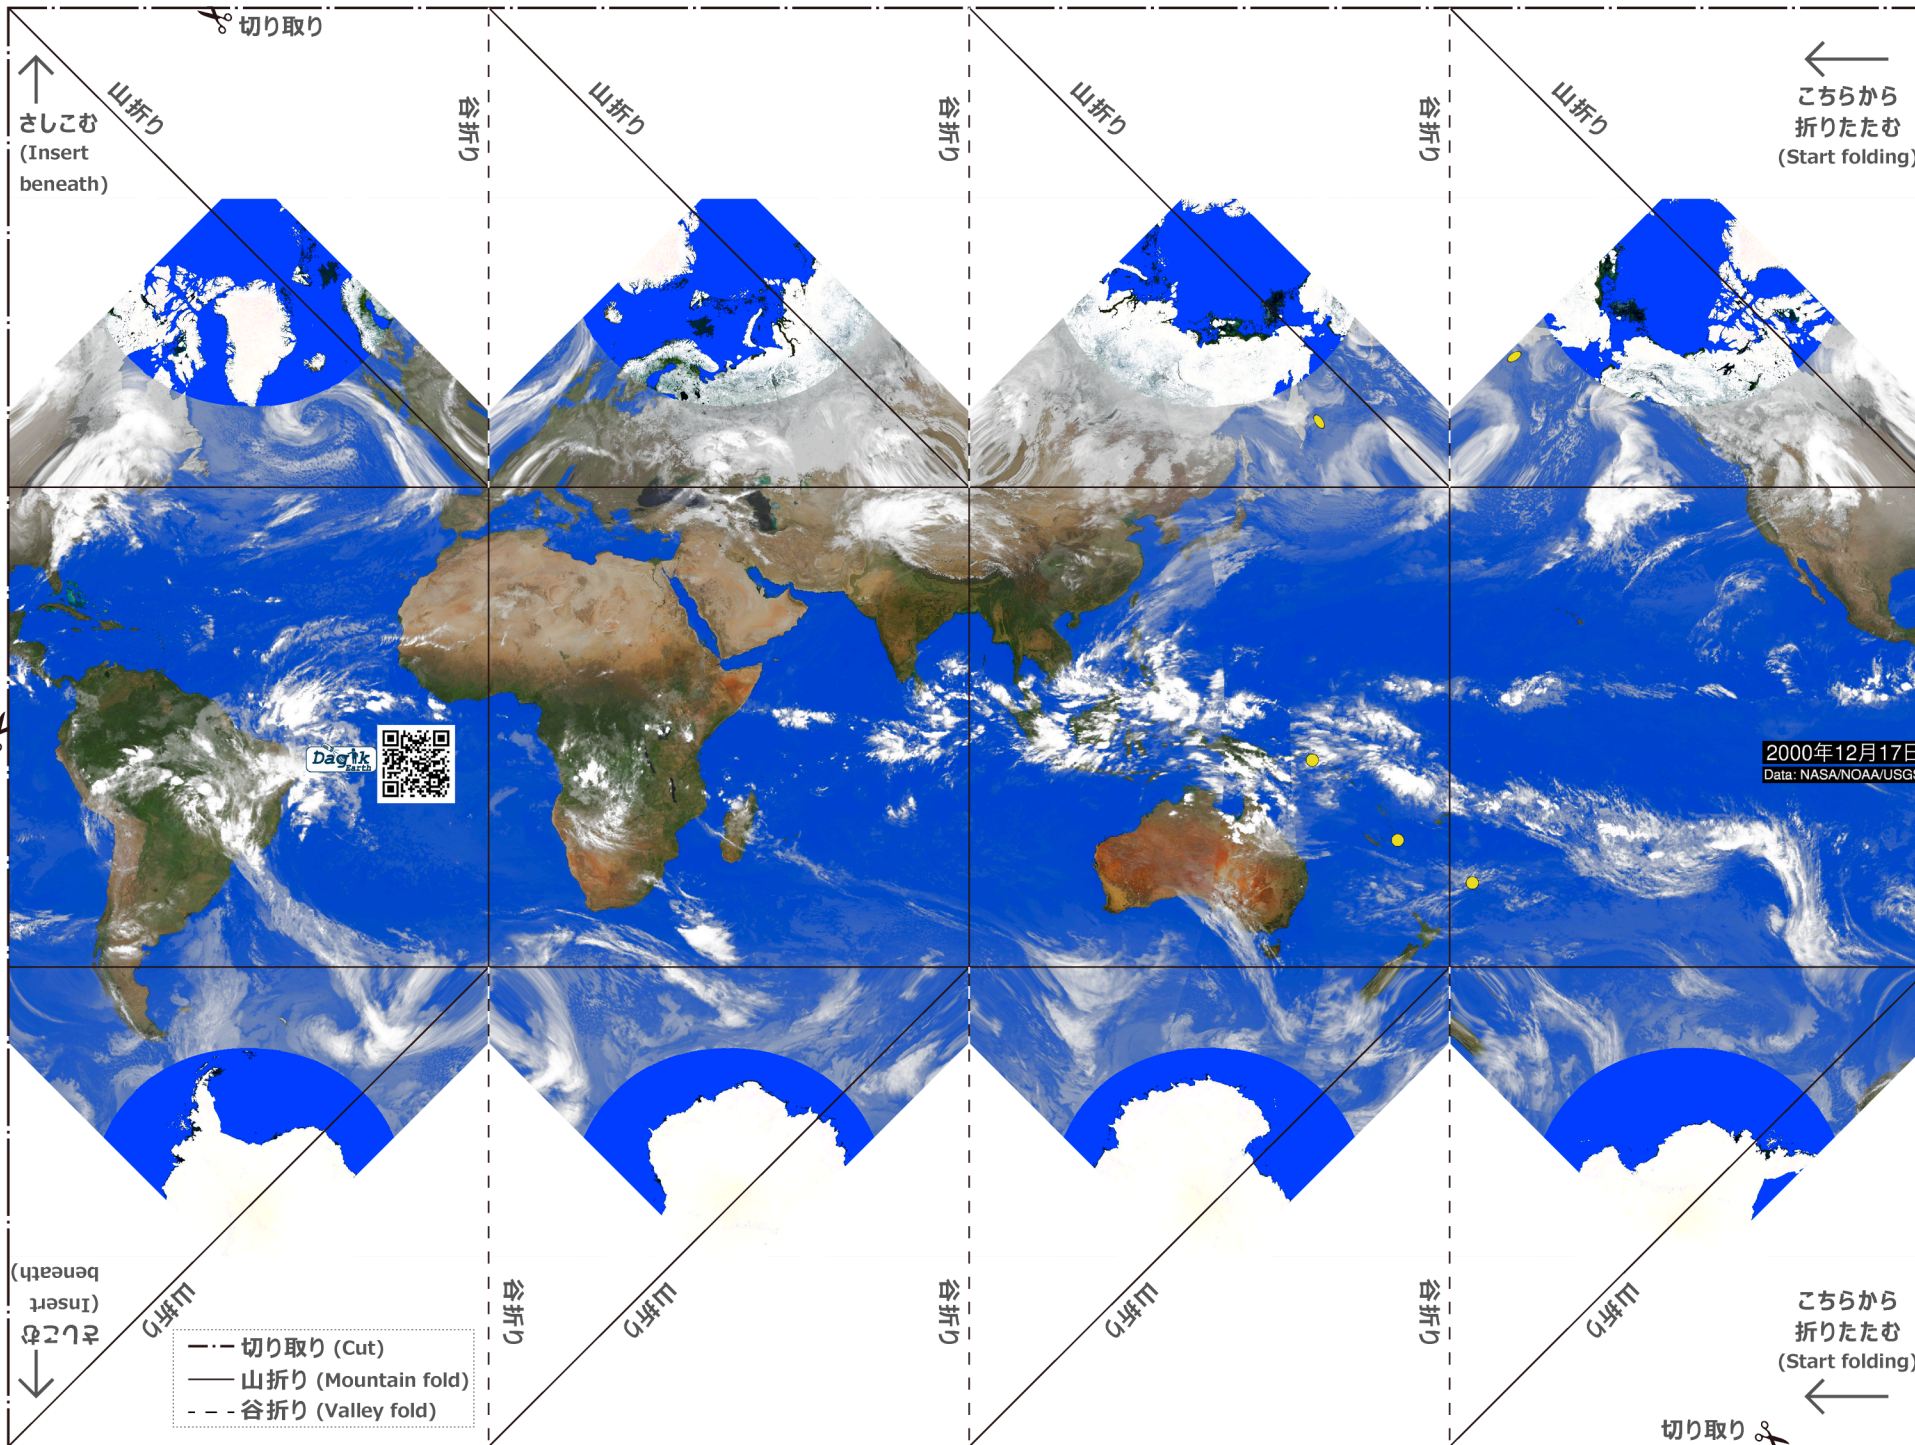 切り取り
山折り
谷折り
山折り
谷折り
山折り
谷折り
山折り
さしこむ
(Insert
beneath)
こちらから
折りたたむ
(Start folding)
Dagik
Earth
2000年12月17日
Data: NASA/NOAA/USGS
さしこむ
(Insert
beneath)
山折り
谷折り
山折り
谷折り
山折り
谷折り
山折り
こちらから
折りたたむ
(Start folding)
切り取り (Cut)
山折り (Mountain fold)
谷折り (Valley fold)
切り取り